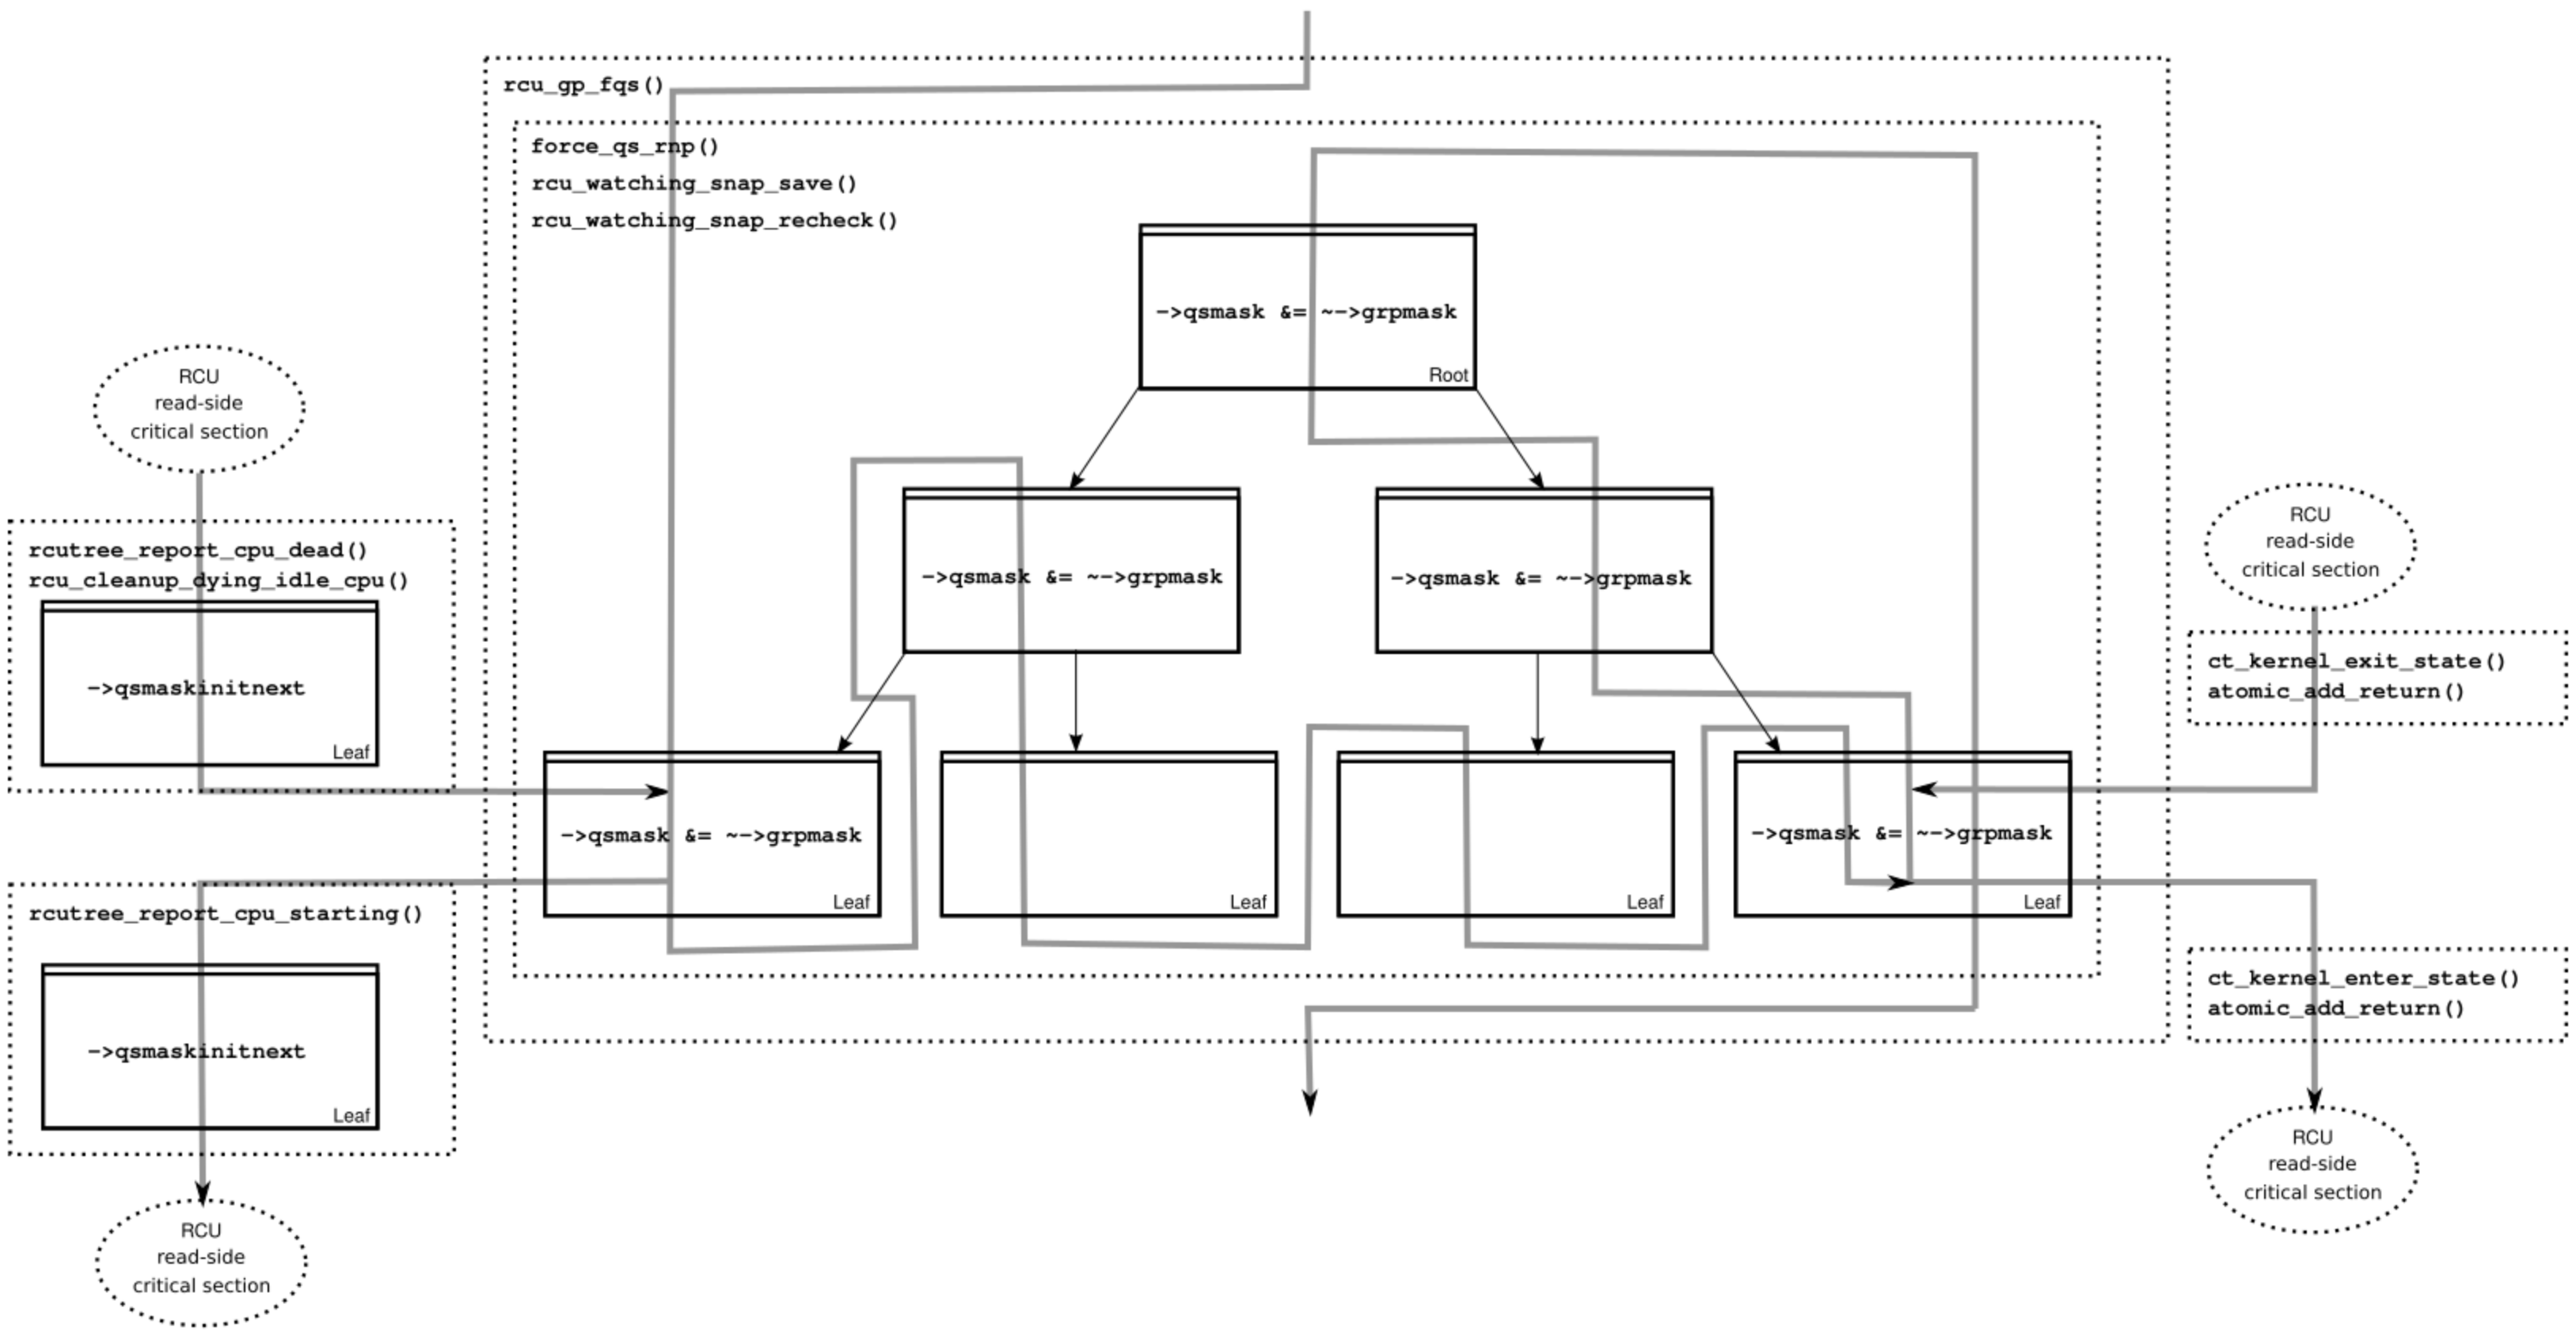 rcu_gp_fqs()
force_qs_rnp()
rcu_watching_snap_save()
rcu_watching_snap_recheck()
->qsmask &= ~->grpmask
Root
RCU
read-side
critical section
rcutree_report_cpu_dead()
rcu_cleanup_dying_idle_cpu()
->qsmaskinitnext
Leaf
->qsmask &= ~->grpmask
->qsmask &= ~->grpmask
RCU
read-side
critical section
ct_kernel_exit_state()
atomic_add_return()
->qsmask &= ~->grpmask
Leaf
Leaf
Leaf
->qsmask &= ~->grpmask
Leaf
rcutree_report_cpu_starting()
->qsmaskinitnext
Leaf
ct_kernel_enter_state()
atomic_add_return()
RCU
read-side
critical section
RCU
read-side
critical section